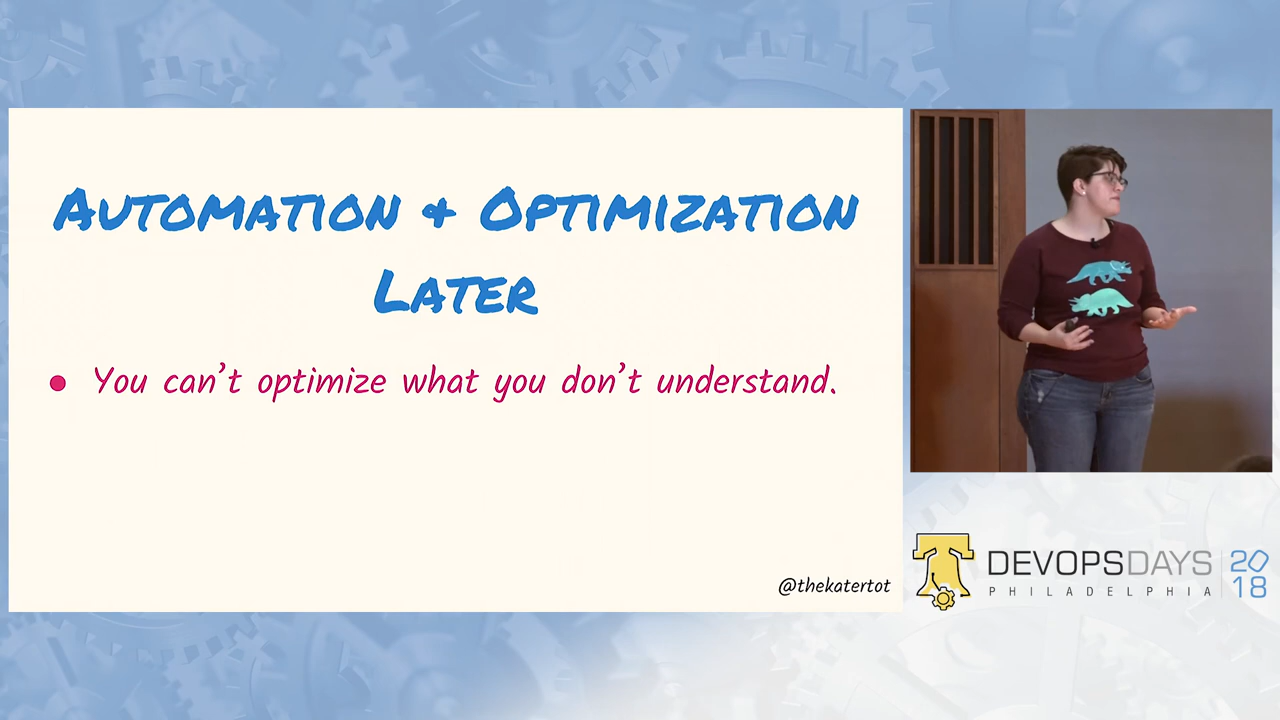 AUTOMATION & OPTIMIZATION
LATER
● You can't optimize what you don't understand.
@thekatertot
DEVOPSDAYS
PHILADELPHIA
20
18